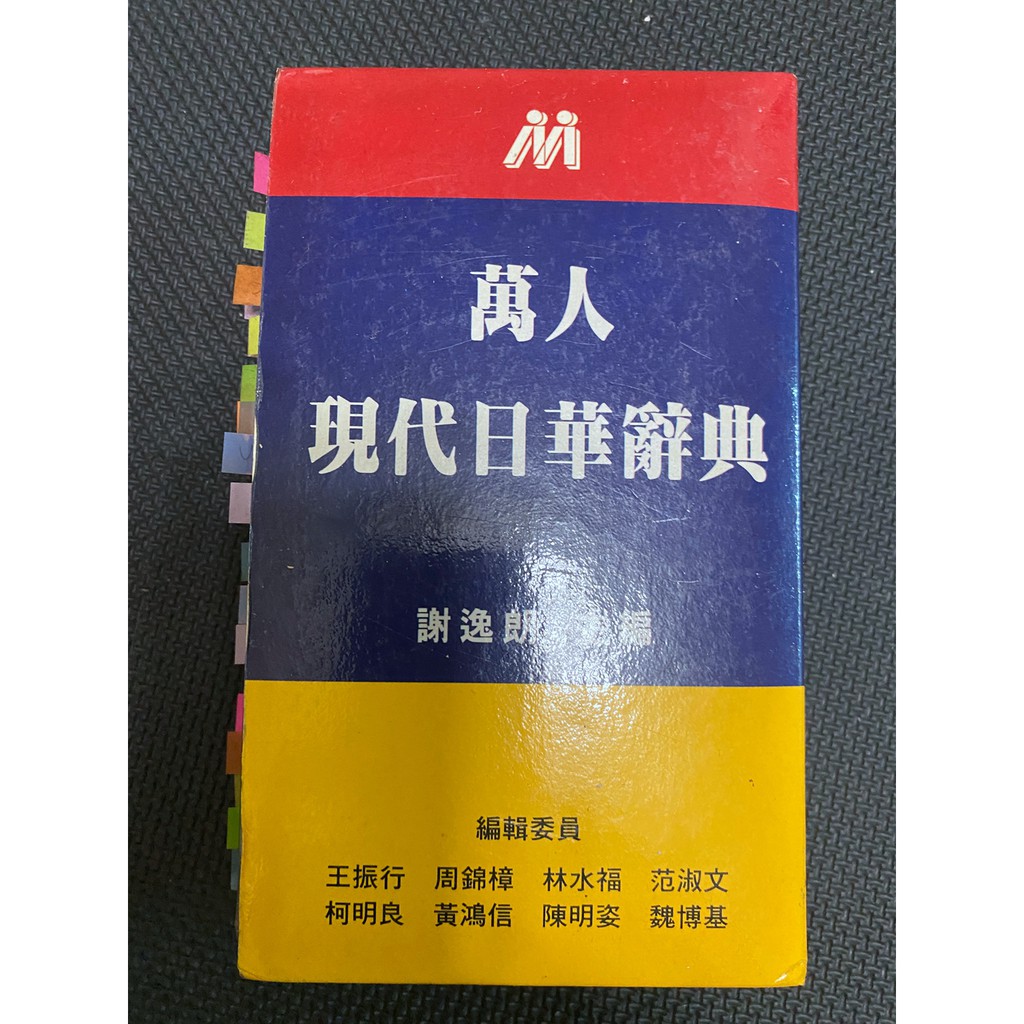 萬人
現代日華辭典
謝逸朗 編
編輯委員
王振行 周錦樟 林水福 范淑文
柯明良 黃鴻信 陳明姿 魏博基